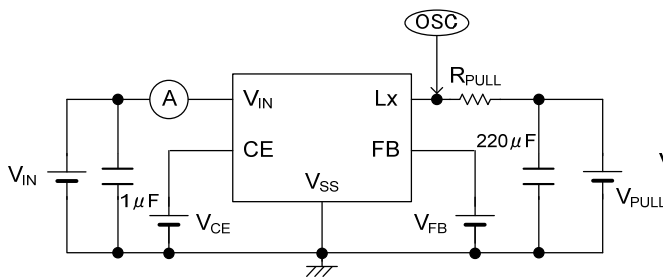 OSC
R_PULL
A
V_IN
Lx
CE
FB
220μF
V_SS
V_IN
1μF
V_CE
V_FB
V_PULL